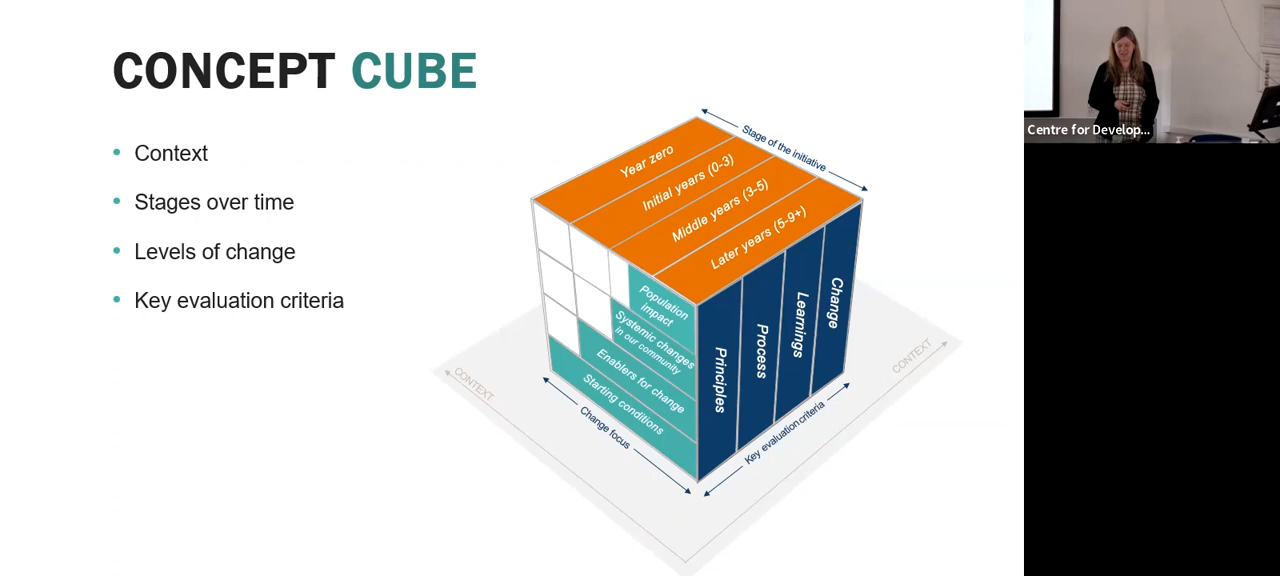 CONCEPT CUBE
• Context
• Stages over time
• Levels of change
• Key evaluation criteria
Stage of the initiative
Year zero
Initial years (0-3)
Middle years (3-5)
Later years (5-9+)
Population
impact
Systemic changes
in our community
Enablers for change
Starting conditions
Principles
Process
Learnings
Change
CONTEXT
CONTEXT
Change focus
Key evaluation criteria
Centre for Develop...